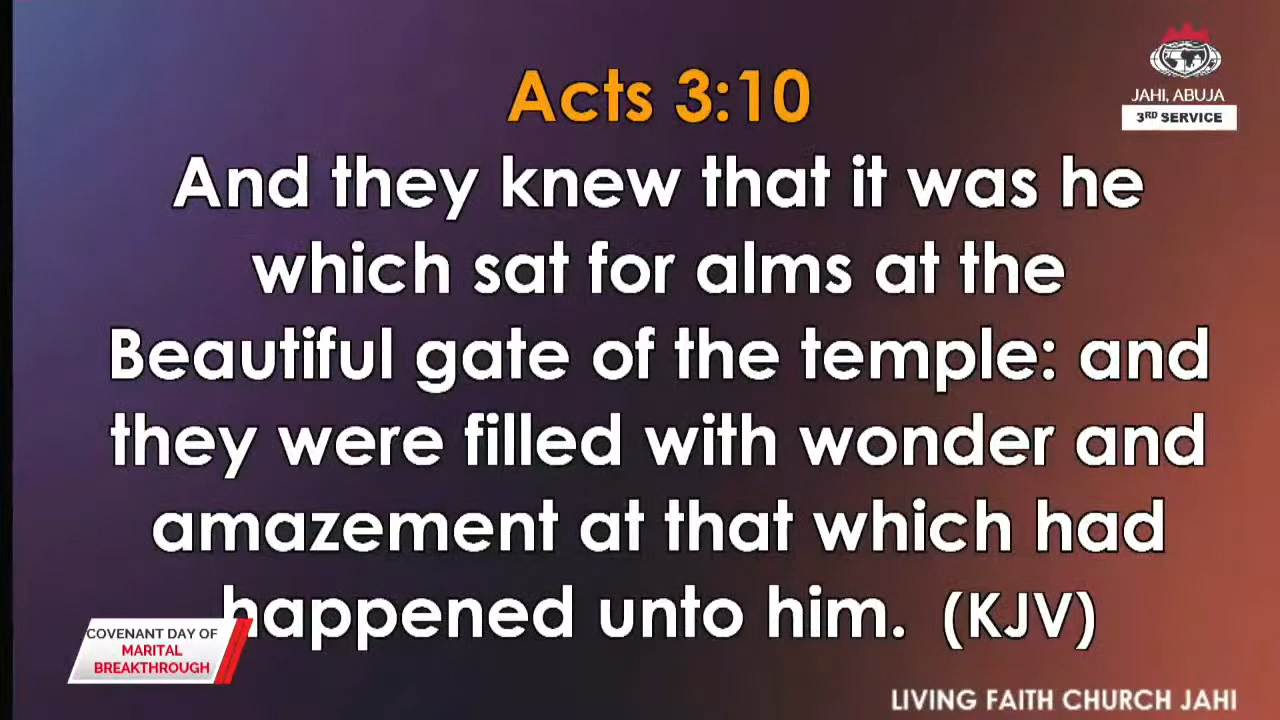 Acts 3:10
And they knew that it was he
which sat for alms at the
Beautiful gate of the temple: and
they were filled with wonder and
amazement at that which had
happened unto him. (KJV)
JAHI, ABUJA
3RD SERVICE
COVENANT DAY OF
MARITAL
BREAKTHROUGH
LIVING FAITH CHURCH JAHI